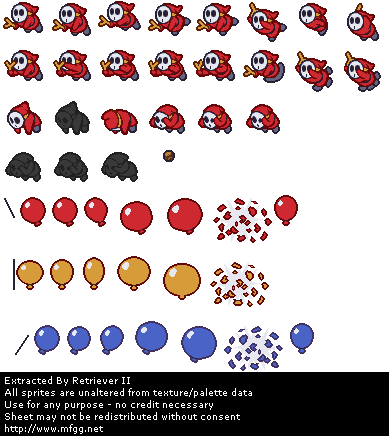 Extracted By Retriever II
All sprites are unaltered from texture/palette data
Use for any purpose - no credit necessary
Sheet may not be redistributed without consent
http://www.mfgg.net